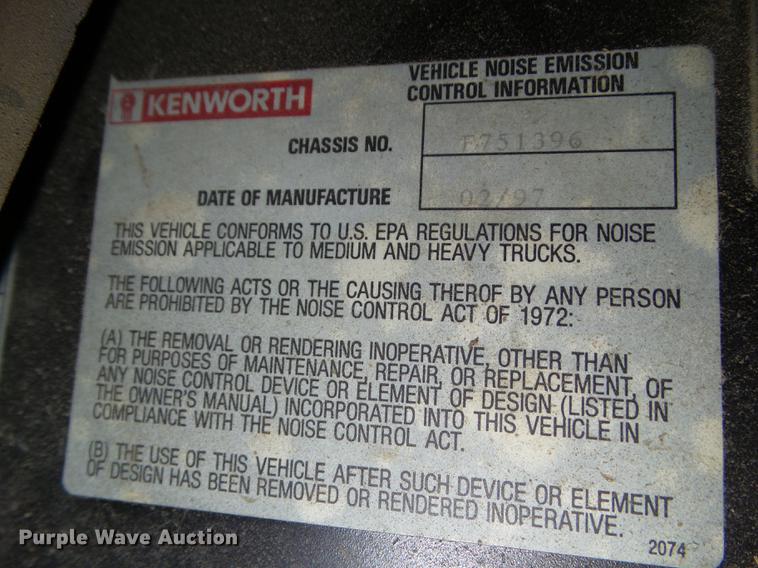 KENWORTH
VEHICLE NOISE EMISSION
CONTROL INFORMATION
CHASSIS NO. F751396
DATE OF MANUFACTURE 02/97
THIS VEHICLE CONFORMS TO U.S. EPA REGULATIONS FOR NOISE
EMISSION APPLICABLE TO MEDIUM AND HEAVY TRUCKS.
THE FOLLOWING ACTS OR THE CAUSING THEROF BY ANY PERSON
ARE PROHIBITED BY THE NOISE CONTROL ACT OF 1972:
(A) THE REMOVAL OR RENDERING INOPERATIVE, OTHER THAN
FOR PURPOSES OF MAINTENANCE, REPAIR, OR REPLACEMENT, OF
ANY NOISE CONTROL DEVICE OR ELEMENT OF DESIGN (LISTED IN
THE OWNER'S MANUAL) INCORPORATED INTO THIS VEHICLE IN
COMPLIANCE WITH THE NOISE CONTROL ACT.
(B) THE USE OF THIS VEHICLE AFTER SUCH DEVICE OR ELEMENT
OF DESIGN HAS BEEN REMOVED OR RENDERED INOPERATIVE.
2074
Purple Wave Auction